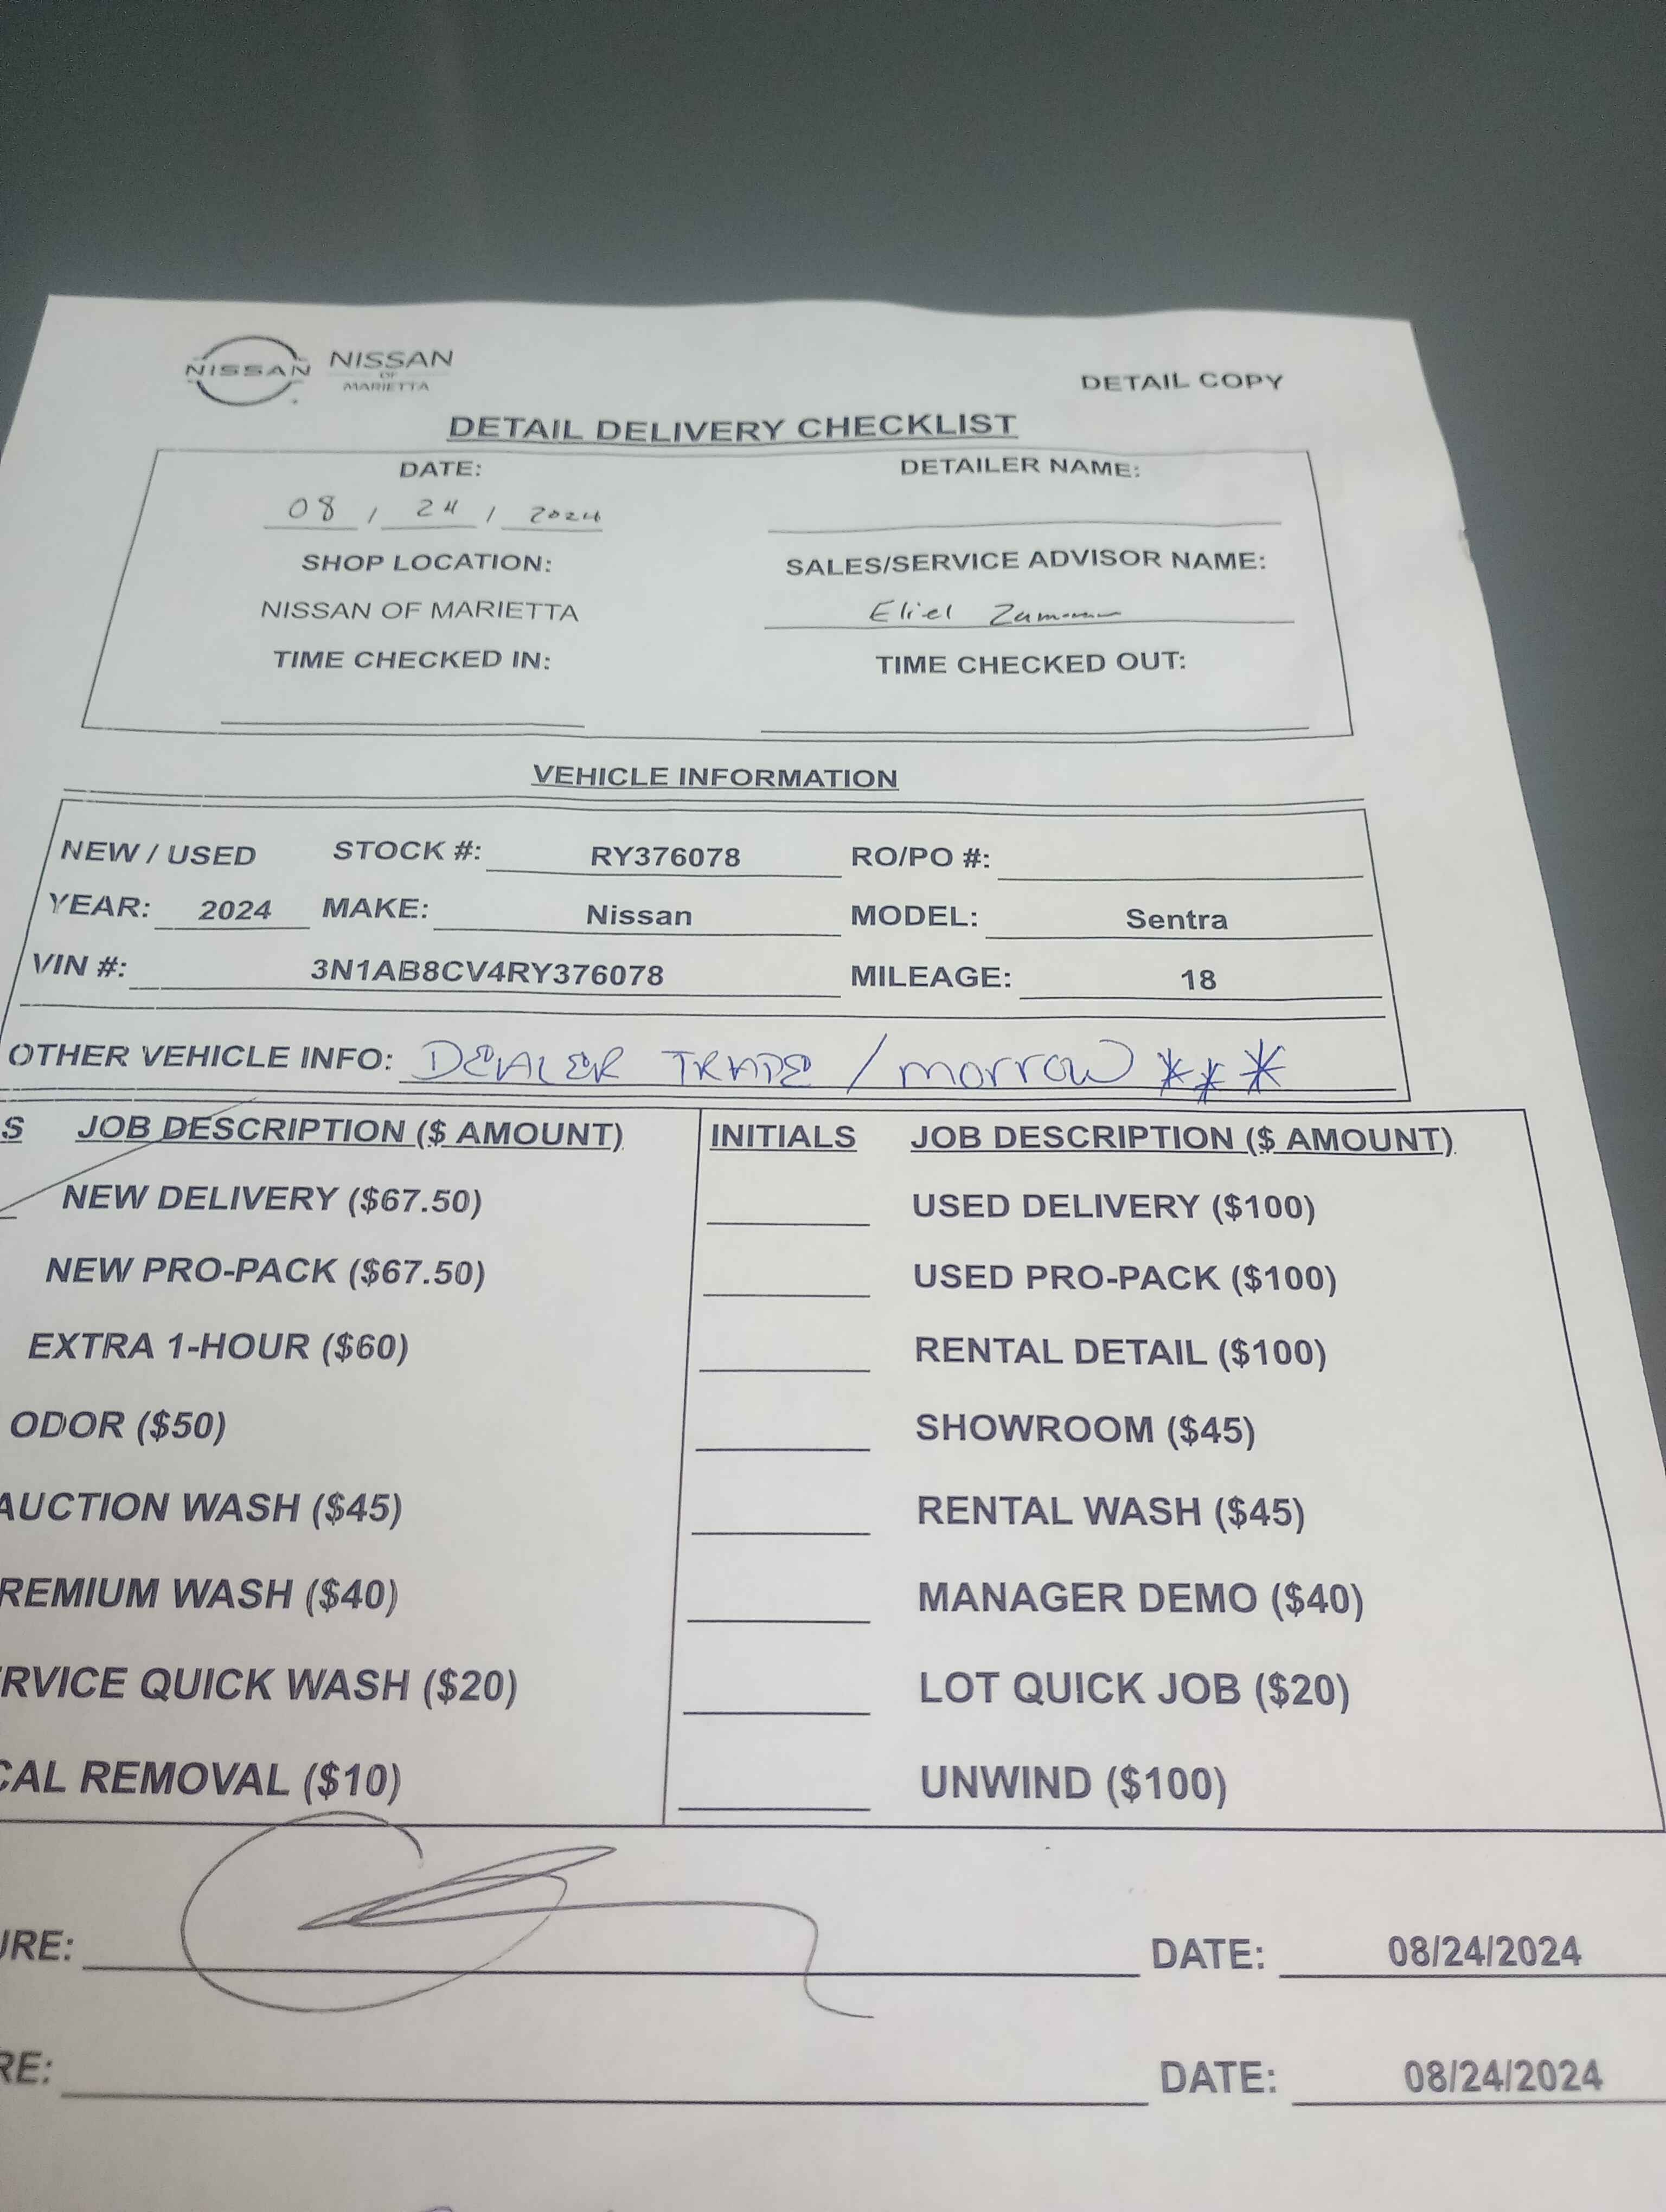 NISSAN NISSAN
OF
MARIETTA
DETAIL COPY
DETAIL DELIVERY CHECKLIST
DATE: DETAILER NAME:
08 / 24 / 2024
SHOP LOCATION: SALES/SERVICE ADVISOR NAME:
NISSAN OF MARIETTA Eliel
TIME CHECKED IN: TIME CHECKED OUT:
VEHICLE INFORMATION
NEW / USED STOCK #: RY376078 RO/PO #:
YEAR: 2024 MAKE: Nissan MODEL: Sentra
VIN #: 3N1AB8CV4RY376078 MILEAGE: 18
OTHER VEHICLE INFO: DEALER TRADE / morrow ***
S JOB DESCRIPTION ($ AMOUNT) INITIALS JOB DESCRIPTION ($ AMOUNT)
NEW DELIVERY ($67.50) USED DELIVERY ($100)
NEW PRO-PACK ($67.50) USED PRO-PACK ($100)
EXTRA 1-HOUR ($60) RENTAL DETAIL ($100)
ODOR ($50) SHOWROOM ($45)
AUCTION WASH ($45) RENTAL WASH ($45)
REMIUM WASH ($40) MANAGER DEMO ($40)
RVICE QUICK WASH ($20) LOT QUICK JOB ($20)
CAL REMOVAL ($10) UNWIND ($100)
URE: DATE: 08/24/2024
RE: DATE: 08/24/2024